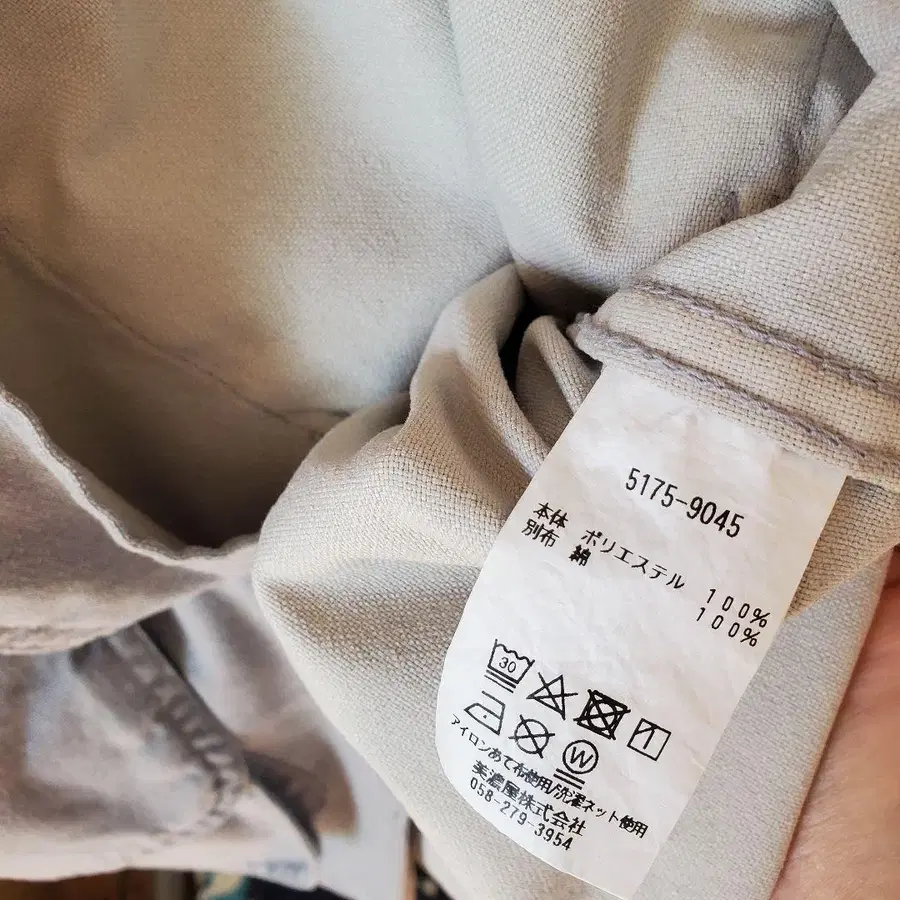 5175-9045
本体 ポリエステル 100%
別布 綿 100%
30
W
アイロンあて布使用/洗濯ネット使用
美濃屋株式会社
058-279-3954